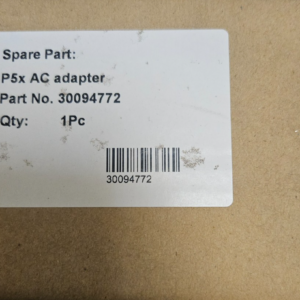 Spare Part:
P5x AC adapter
Part No. 30094772
Qty: 1Pc
30094772